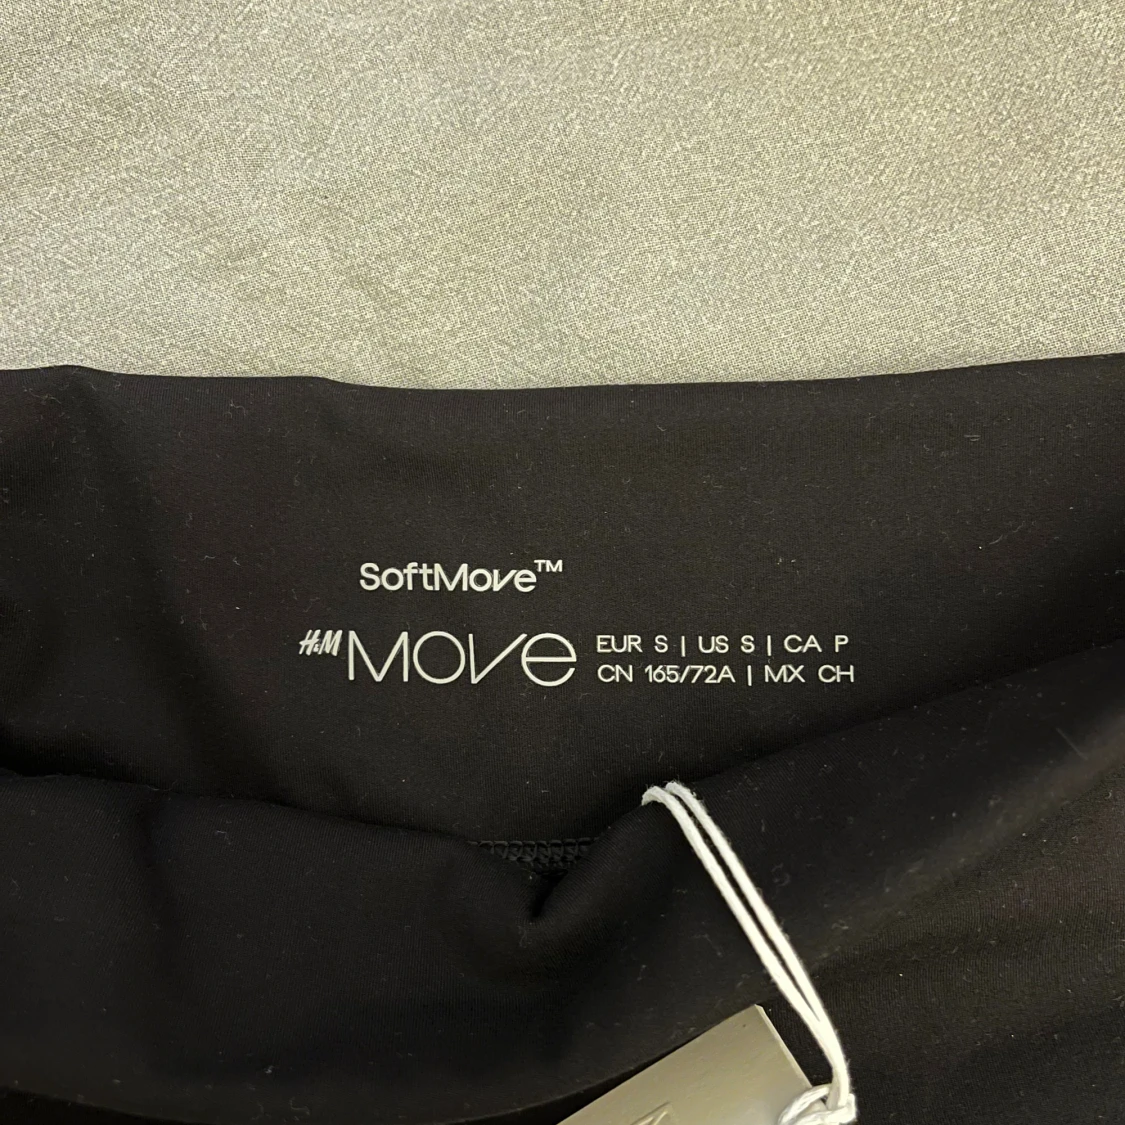 SoftMove™
H&M MOVE
EUR S | US S | CA P
CN 165/72A | MX CH